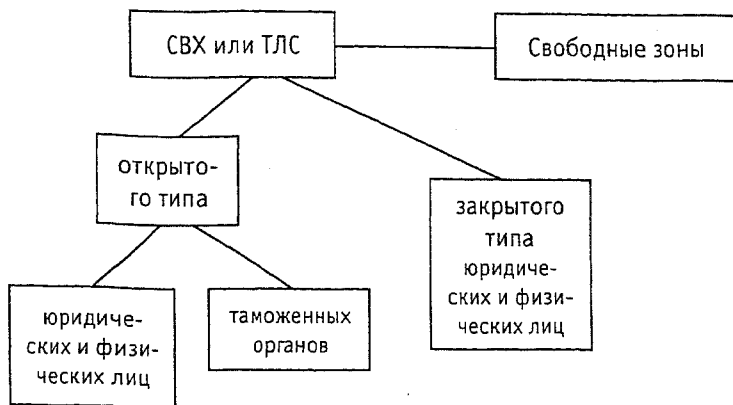 СВХ или ТЛС
Свободные зоны
открыто-
го типа
закрытого
типа
юридиче-
ских и физи-
ческих лиц
юридиче-
ских и физи-
ческих лиц
таможенных
органов